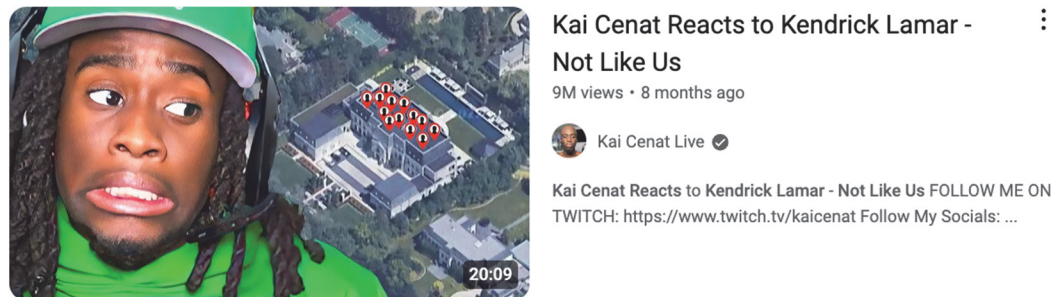 Kai Cenat Reacts to Kendrick Lamar -
Not Like Us
9M views • 8 months ago
Kai Cenat Live
Kai Cenat Reacts to Kendrick Lamar - Not Like Us FOLLOW ME ON
TWITCH: https://www.twitch.tv/kaicenat Follow My Socials: ...
20:09